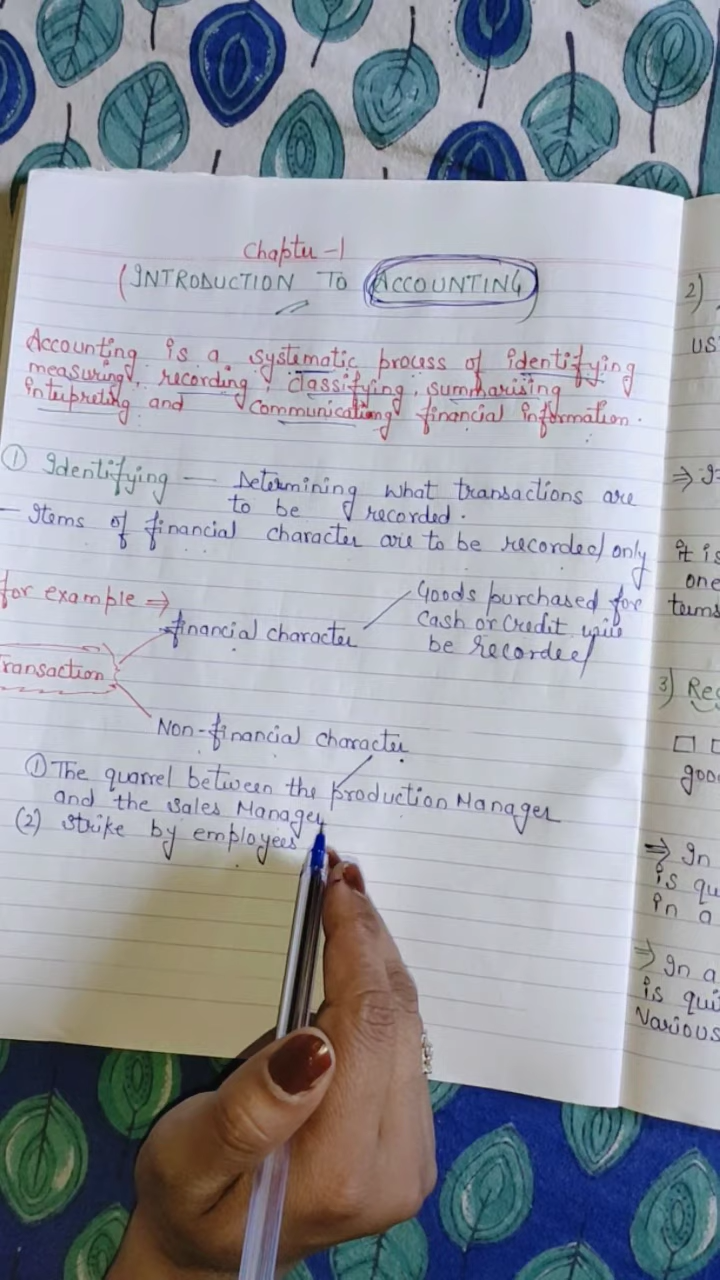 Chapter-1
(INTRODUCTION TO ACCOUNTING
Accounting is a systematic process of identifying
measuring, recording, classifying, summarising
interpreting and communicating financial information.
① Identifying — Determining what transactions are
to be recorded.
- Items of financial character are to be recorded only
for example ⇒
financial character
Goods purchased for
cash or credit will
be recorded
Transaction
Non-financial character
① The quarrel between the production Manager
and the Sales Manager
(2) Strike by employees
2)
us
⇒
it is
one
terms
3) Re
□
goo
⇒ In
is qu
in a
⇒ In a
is qui
Various